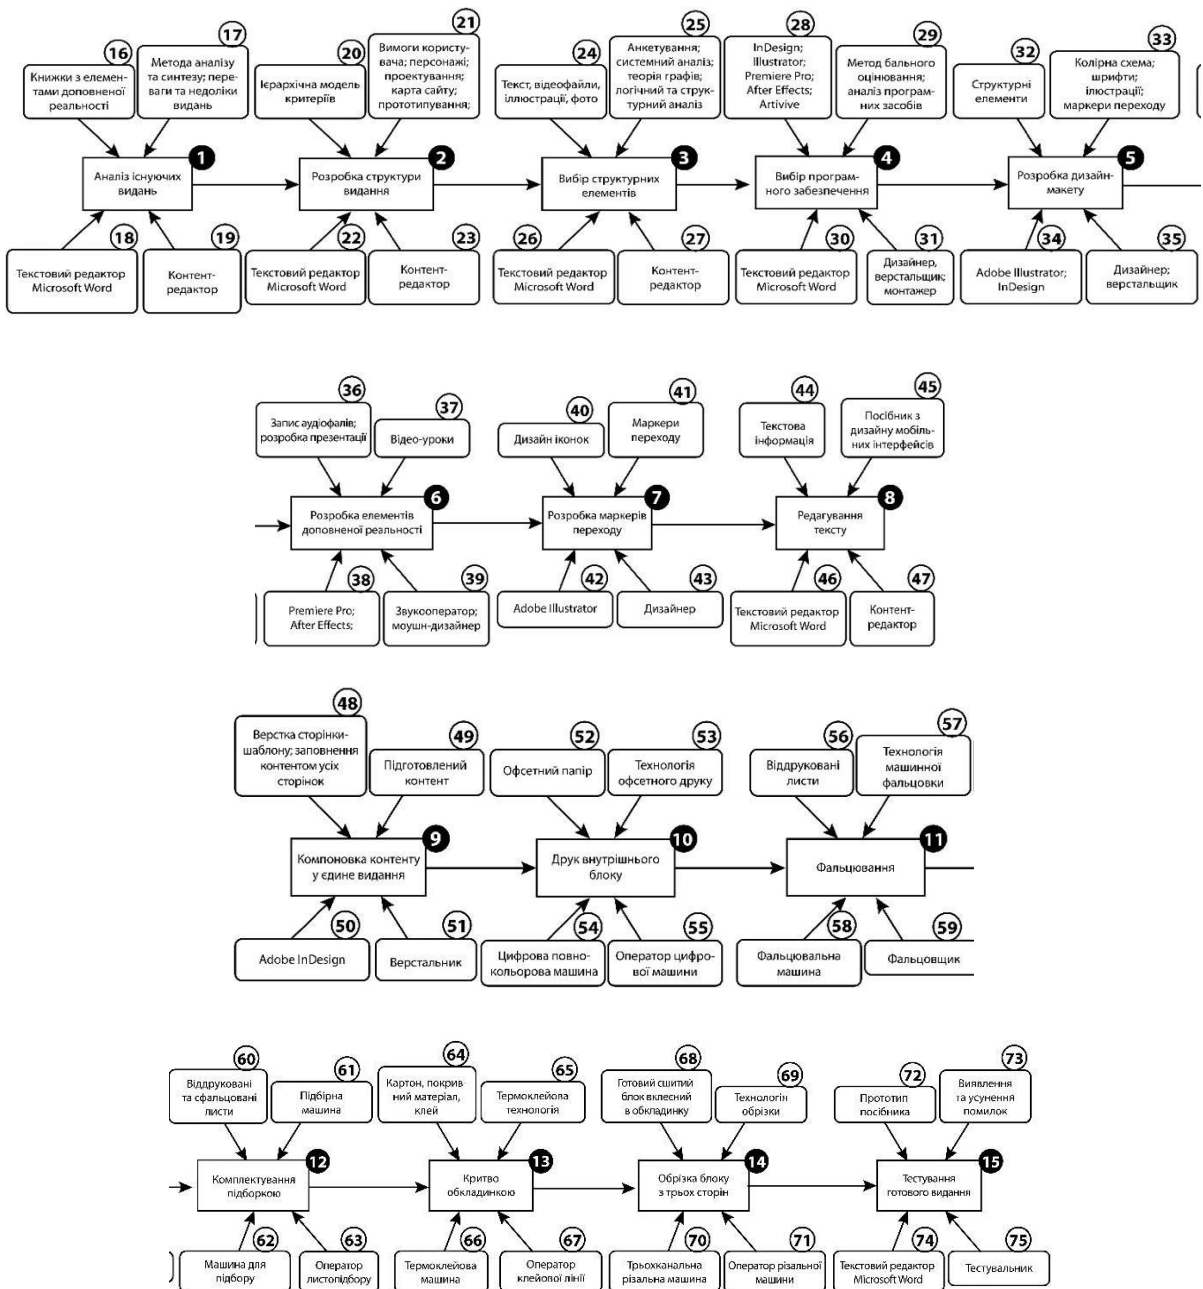 16
Книжки з елемен-
тами доповненої
реальності
17
Метода аналізу
та синтезу; пере-
ваги та недоліки
видань
1
Аналіз існуючих
видань
18
Текстовий редактор
Microsoft Word
19
Контент-
редактор
20
Ієрархічна модель
критеріїв
21
Вимоги користу-
вача; персонажі;
проектування;
карта сайту;
прототипування;
2
Розробка структури
видання
22
Текстовий редактор
Microsoft Word
23
Контент-
редактор
24
Текст, відеофайли,
іллюстрації, фото
25
Анкетування;
системний аналіз;
теорія графів;
логічний та струк-
турний аналіз
3
Вибір структурних
елементів
26
Текстовий редактор
Microsoft Word
27
Контент-
редактор
28
InDesign;
Illustrator;
Premiere Pro;
After Effects;
Artivive
29
Метод бального
оцінювання;
аналіз програм-
них засобів
4
Вибір програм-
ного забезпечення
30
Текстовий редактор
Microsoft Word
31
Дизайнер,
верстальщик;
монтажер
32
Структурні
елементи
33
Колірна схема;
шрифти;
ілюстрації;
маркери переходу
5
Розробка дизайн-
макету
34
Adobe Illustrator;
InDesign
35
Дизайнер;
верстальщик
36
Запис аудіофалів;
розробка презентації
37
Відео-уроки
6
Розробка елементів
доповненої реальності
38
Premiere Pro;
After Effects;
39
Звукооператор;
моушн-дизайнер
40
Дизайн іконок
41
Маркери
переходу
7
Розробка маркерів
переходу
42
Adobe Illustrator
43
Дизайнер
44
Текстова
інформація
45
Посібник з
дизайну мобіль-
них інтерфейсів
8
Редагування
тексту
46
Текстовий редактор
Microsoft Word
47
Контент-
редактор
48
Верстка сторінки-
шаблону; заповнення
контентом усіх
сторінок
49
Підготовлений
контент
9
Компоновка контенту
у єдине видання
50
Adobe InDesign
51
Верстальник
52
Офсетний папір
53
Технологія
офсетного друку
10
Друк внутрішнього
блоку
54
Цифрова повно-
кольорова машина
55
Оператор цифро-
вої машини
56
Віддруковані
листи
57
Технологія
машинної
фальцовки
11
Фальцювання
58
Фальцювальна
машина
59
Фальцовщик
60
Віддруковані
та сфальцовані
листи
61
Підбірна
машина
12
Комплектування
підборкою
62
Машина для
підбору
63
Оператор
листопідбору
64
Картон, покрив
ний матеріал,
клей
65
Термоклейова
технологія
13
Критво
обкладинкою
66
Термоклейова
машина
67
Оператор
клейової лінії
68
Готовий сшитий
блок вклесний
в обкладинку
69
Технологія
обрізки
14
Обрізка блоку
з трьох сторін
70
Трьохканальна
різальна машина
71
Оператор різальної
машини
72
Прототип
посібника
73
Виявлення
та усунення
помилок
15
Тестування
готового видання
74
Текстовий редактор
Microsoft Word
75
Тестувальник